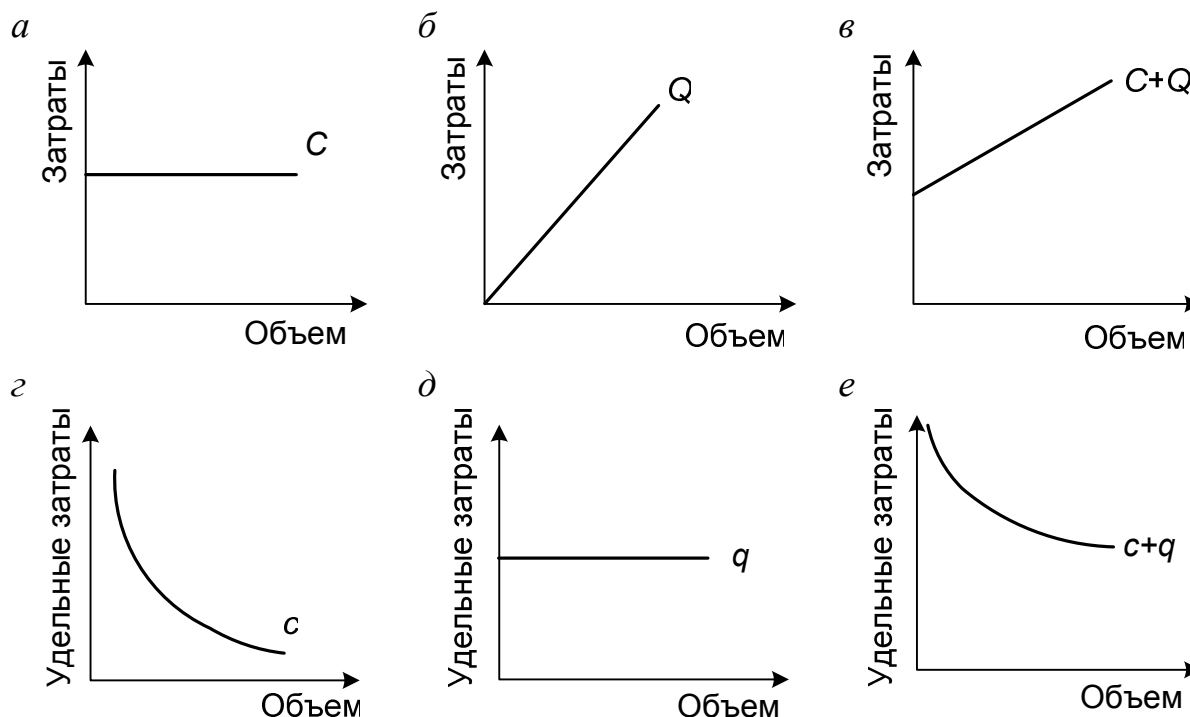 а
Затраты
C
Объем
б
Затраты
Q
Объем
в
Затраты
C+Q
Объем
г
Удельные затраты
c
Объем
д
Удельные затраты
q
Объем
е
Удельные затраты
c+q
Объем